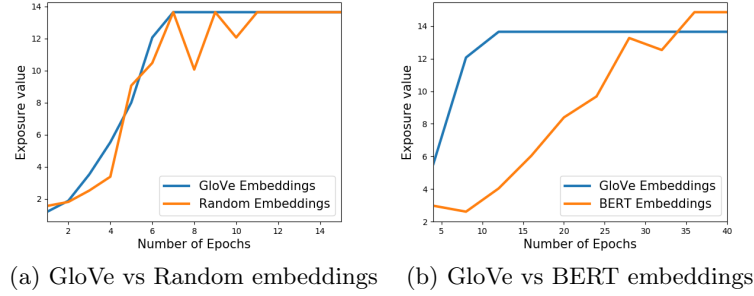 14
12
10
8
6
4
2
Exposure value
2 4 6 8 10 12 14
Number of Epochs
GloVe Embeddings
Random Embeddings
(a) GloVe vs Random embeddings
14
12
10
8
6
4
2
Exposure value
5 10 15 20 25 30 35 40
Number of Epochs
GloVe Embeddings
BERT Embeddings
(b) GloVe vs BERT embeddings